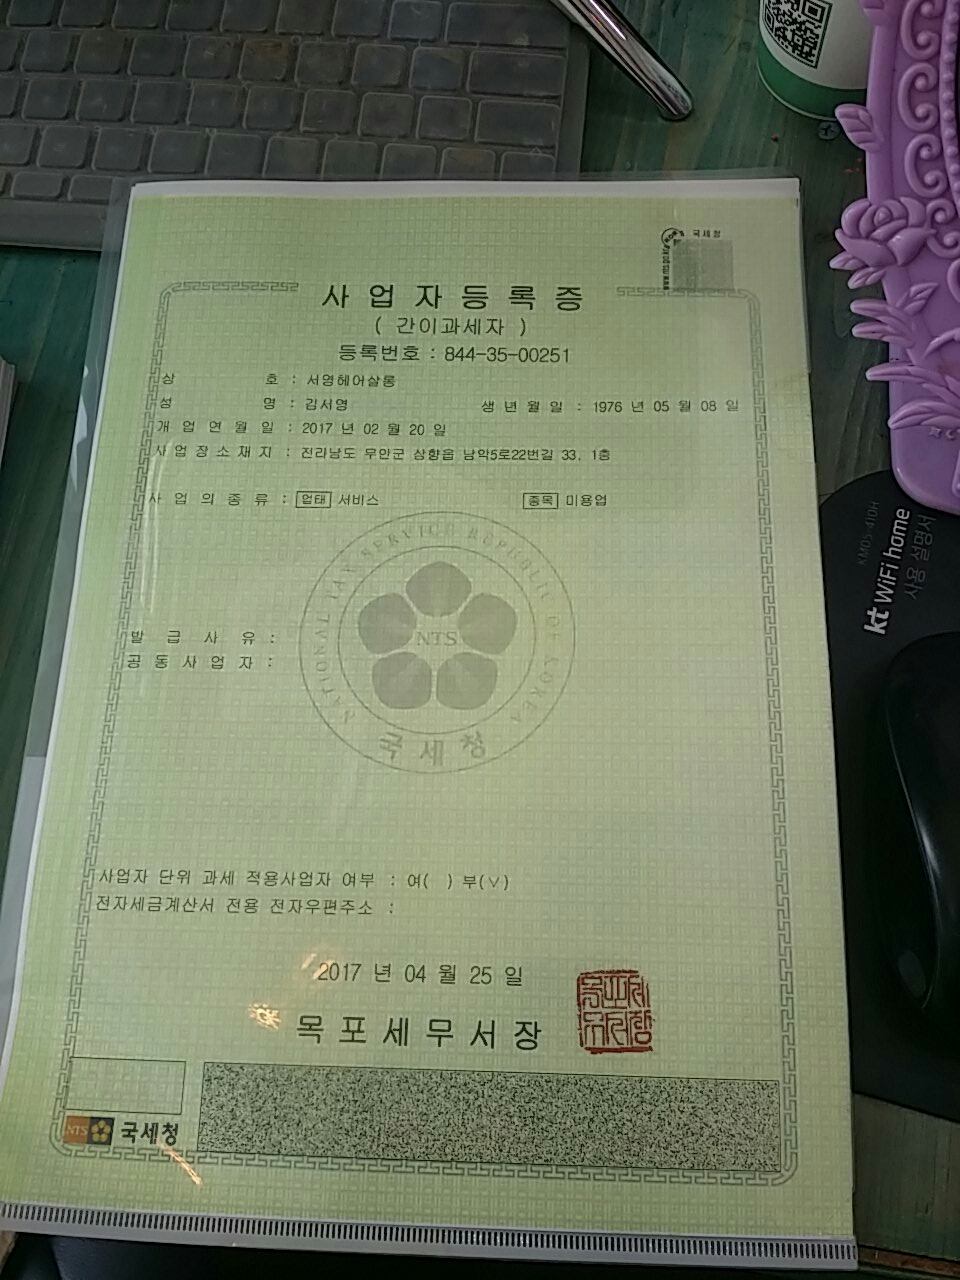 국세청
사업자등록증
( 간이과세자 )
등록번호 : 844-35-00251
상 호 : 서영헤어살롱
성 명 : 김서영 생년월일 : 1976 년 05 월 08 일
개업연월일 : 2017 년 02 월 20 일
사업장소재지 : 전라남도 무안군 삼향읍 남악5로22번길 33, 1층
사업의종류 : 업태 서비스 종목 미용업
NATIONAL TAX SERVICE REPUBLIC OF KOREA
NTS
국세청
발급사유 :
공동사업자 :
사업자 단위 과세 적용사업자 여부 : 여( ) 부(∨)
전자세금계산서 전용 전자우편주소 :
2017 년 04 월 25 일
목포세무서장
NTS 국세청
kt WiFi home
사용 설명서
KM05-410H